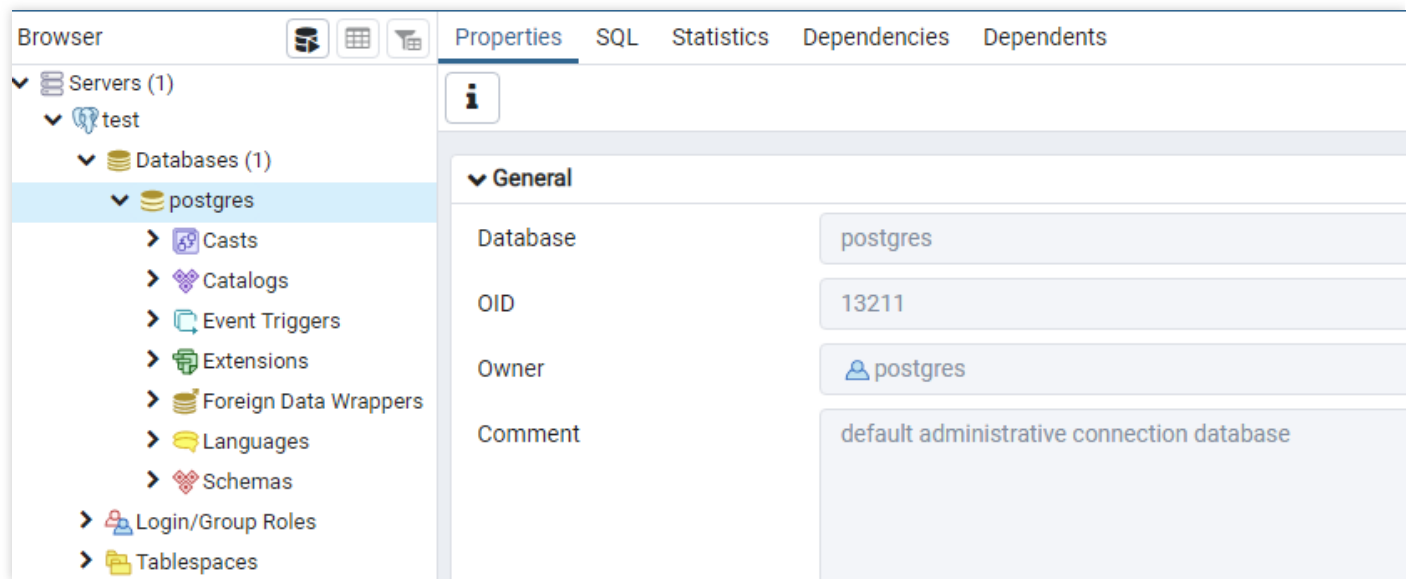 Browser
Properties SQL Statistics Dependencies Dependents
Servers (1)
test
Databases (1)
postgres
Casts
Catalogs
Event Triggers
Extensions
Foreign Data Wrappers
Languages
Schemas
Login/Group Roles
Tablespaces
i
General
Database postgres
OID 13211
Owner postgres
Comment default administrative connection database